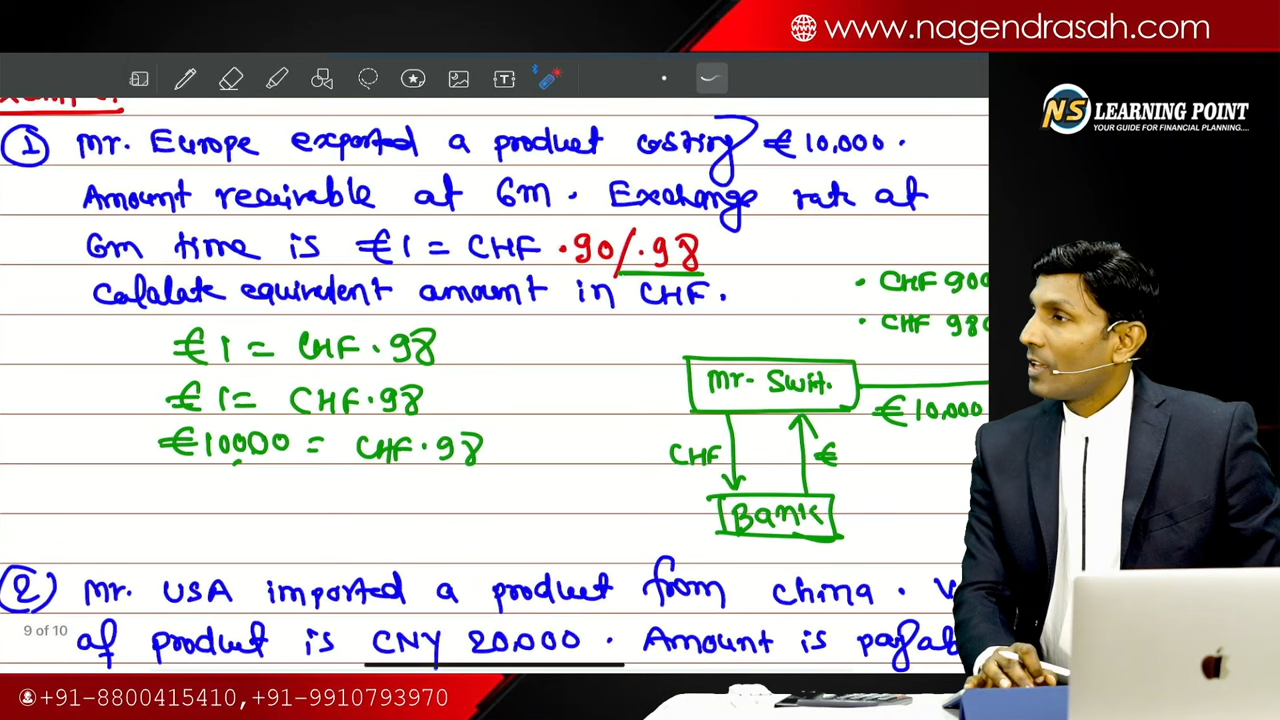 www.nagendrasah.com
NS LEARNING POINT
YOUR GUIDE FOR FINANCIAL PLANNING....
1 Mr. Europe exported a product costing € 10,000.
Amount receivable at 6m. Exchange rate at
6m time is €1 = CHF .90/.98
Calalate equivalent amount in CHF.
• CHF 900
• CHF 980
€1 = CHF .98
€1 = CHF .98
€10000 = CHF .98
Mr. Swit.
€10,000
CHF
€
Bank
2 Mr. USA imported a product from China.
of product is CNY 20,000. Amount is payab
9 of 10
+91-8800415410,+91-9910793970